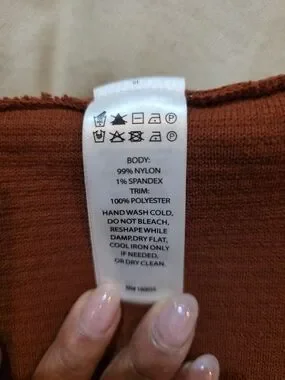 BODY:
99% NYLON
1% SPANDEX
TRIM:
100% POLYESTER
HAND WASH COLD,
DO NOT BLEACH,
RESHAPE WHILE
DAMP,DRY FLAT,
COOL IRON ONLY
IF NEEDED,
OR DRY CLEAN.